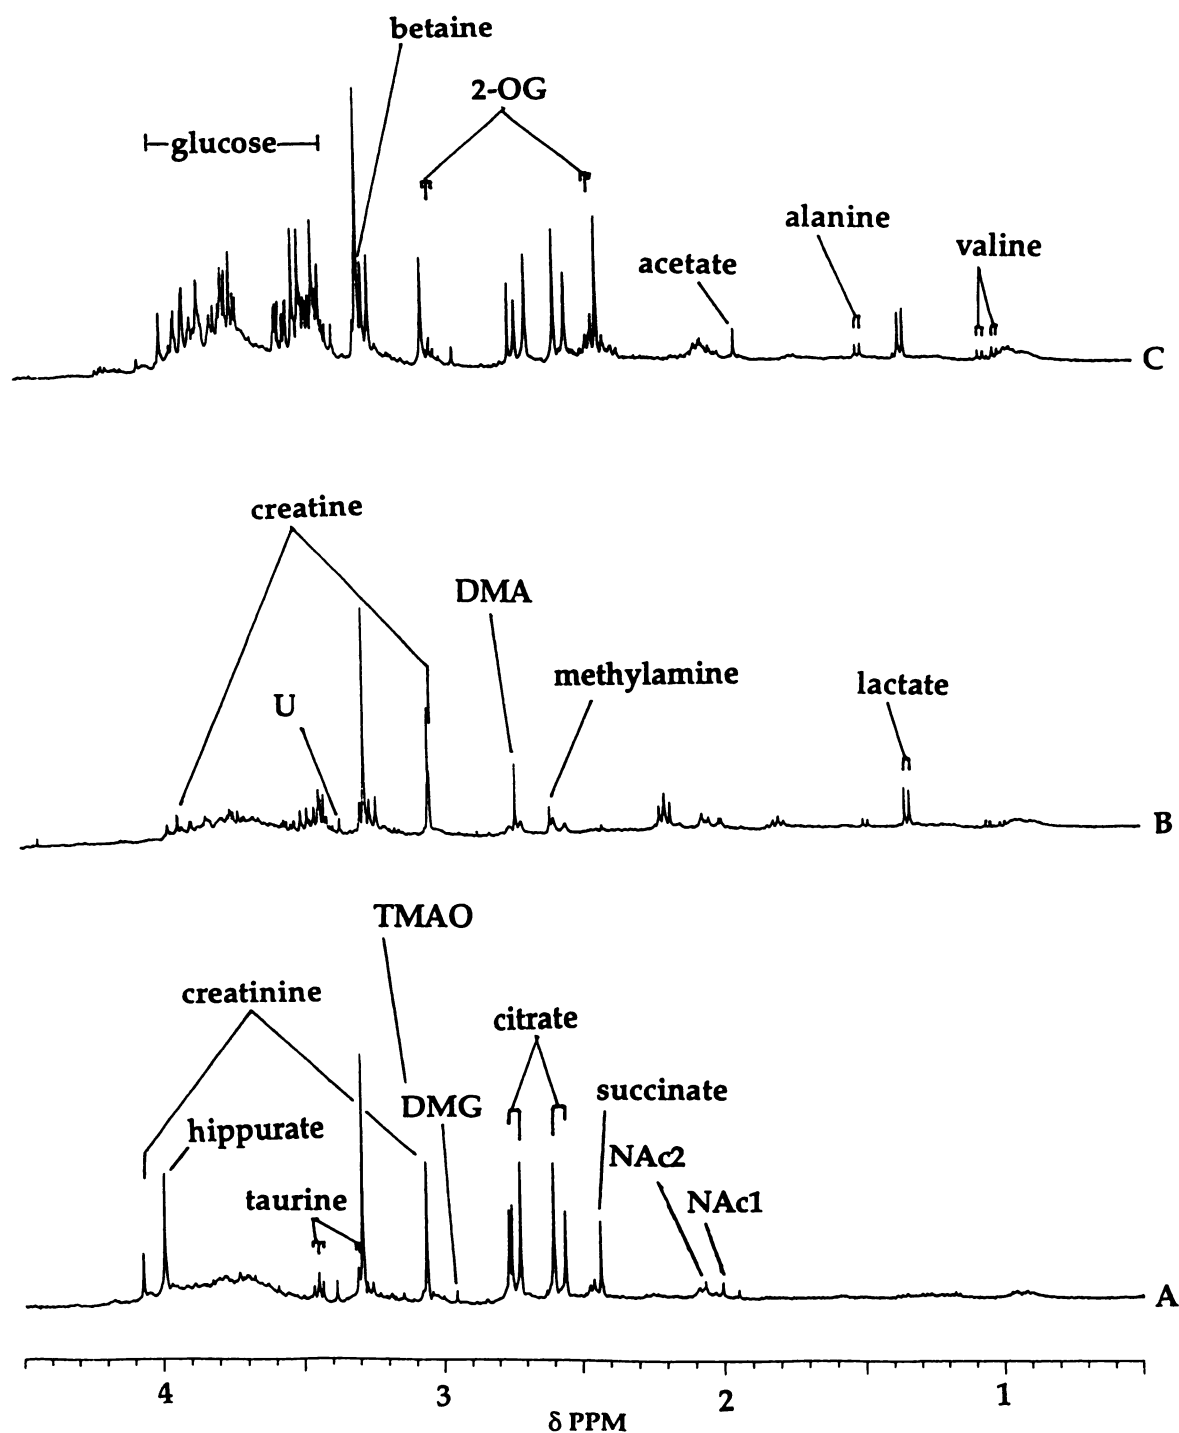 betaine
2-OG
glucose
alanine
valine
acetate
C
creatine
DMA
methylamine
lactate
U
B
TMAO
creatinine
citrate
succinate
DMG
hippurate
NAc2
taurine
NAc1
A
4 3 2 1
δ PPM